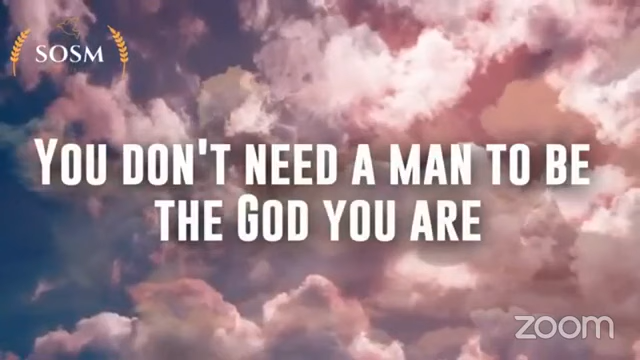 SOSM
YOU DON'T NEED A MAN TO BE
THE GOD YOU ARE
zoom